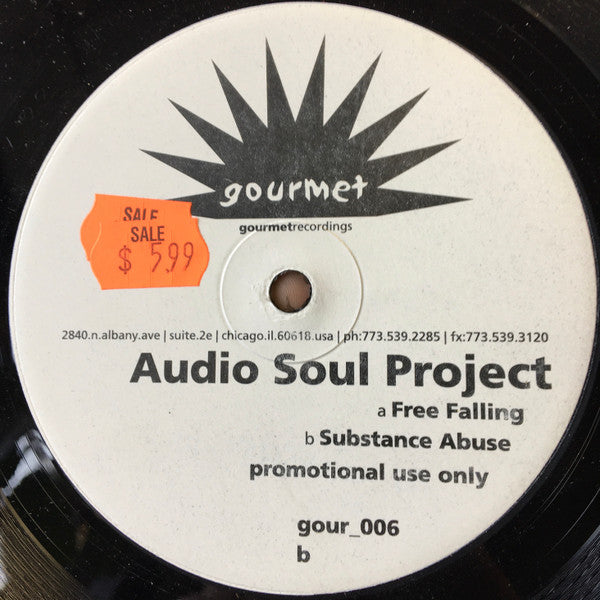 gourmet
gourmetrecordings
SALE
SALE
$ 5.99
2840.n.albany.ave | suite.2e | chicago.il.60618.usa | ph:773.539.2285 | fx:773.539.3120
Audio Soul Project
a Free Falling
b Substance Abuse
promotional use only
gour_006
b